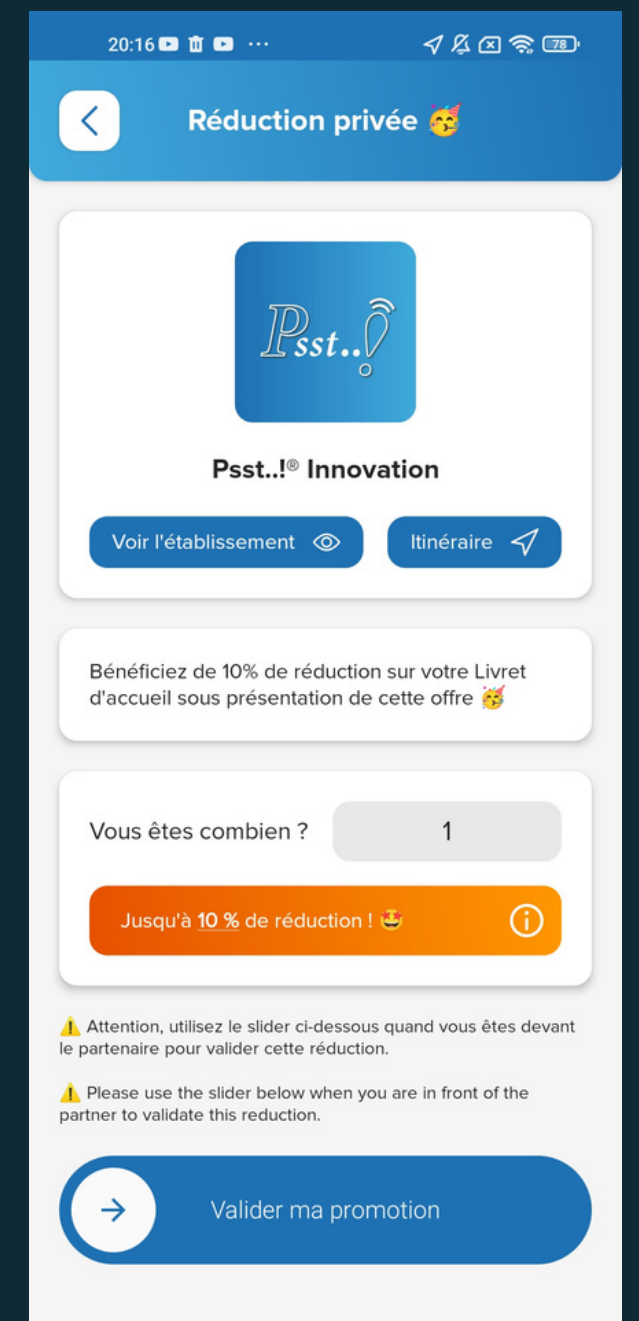 20:16 ... 78
Réduction privée 🥳
Psst..!
Psst..!® Innovation
Voir l'établissement
Itinéraire
Bénéficiez de 10% de réduction sur votre Livret
d'accueil sous présentation de cette offre 🥳
Vous êtes combien ? 1
Jusqu'à 10 % de réduction ! 🤩
⚠️ Attention, utilisez le slider ci-dessous quand vous êtes devant
le partenaire pour valider cette réduction.
⚠️ Please use the slider below when you are in front of the
partner to validate this reduction.
Valider ma promotion